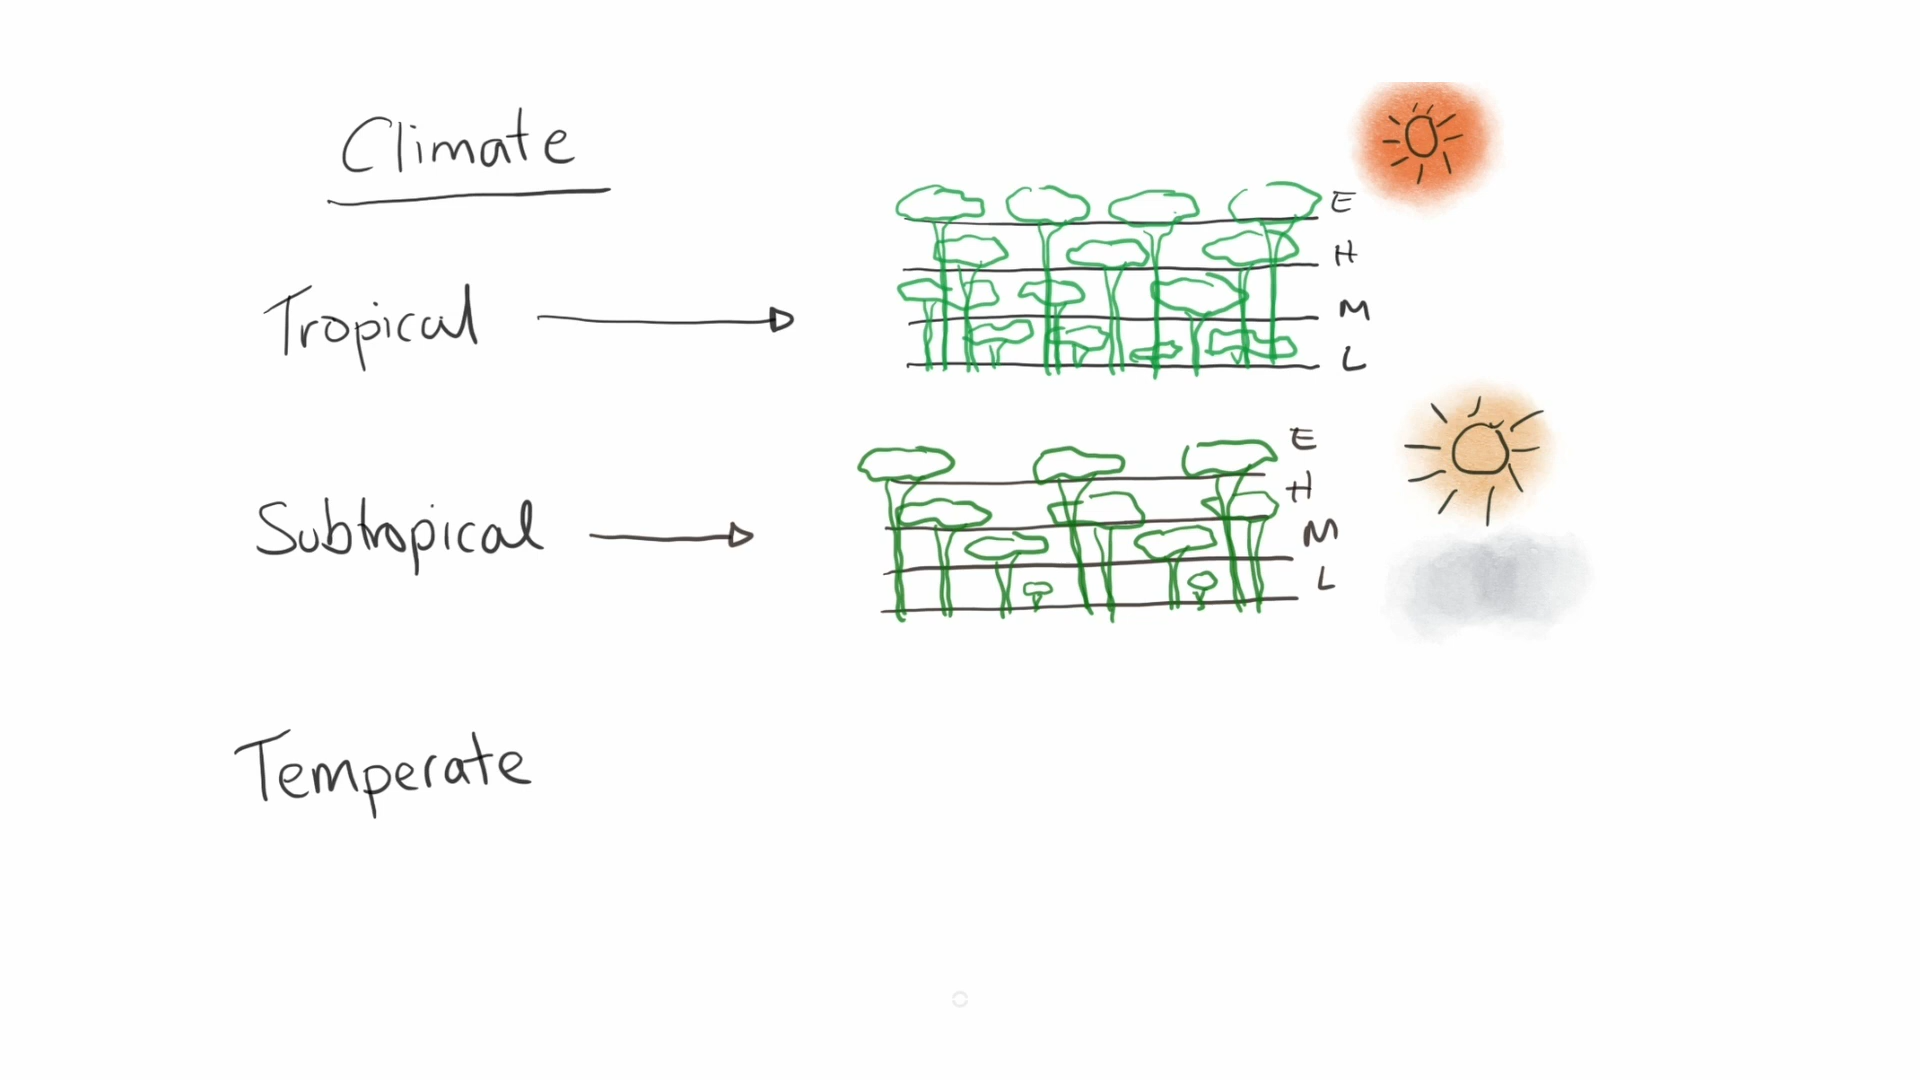 Climate
E
H
Tropical
M
L
E
H
Subtropical
M
L
Temperate